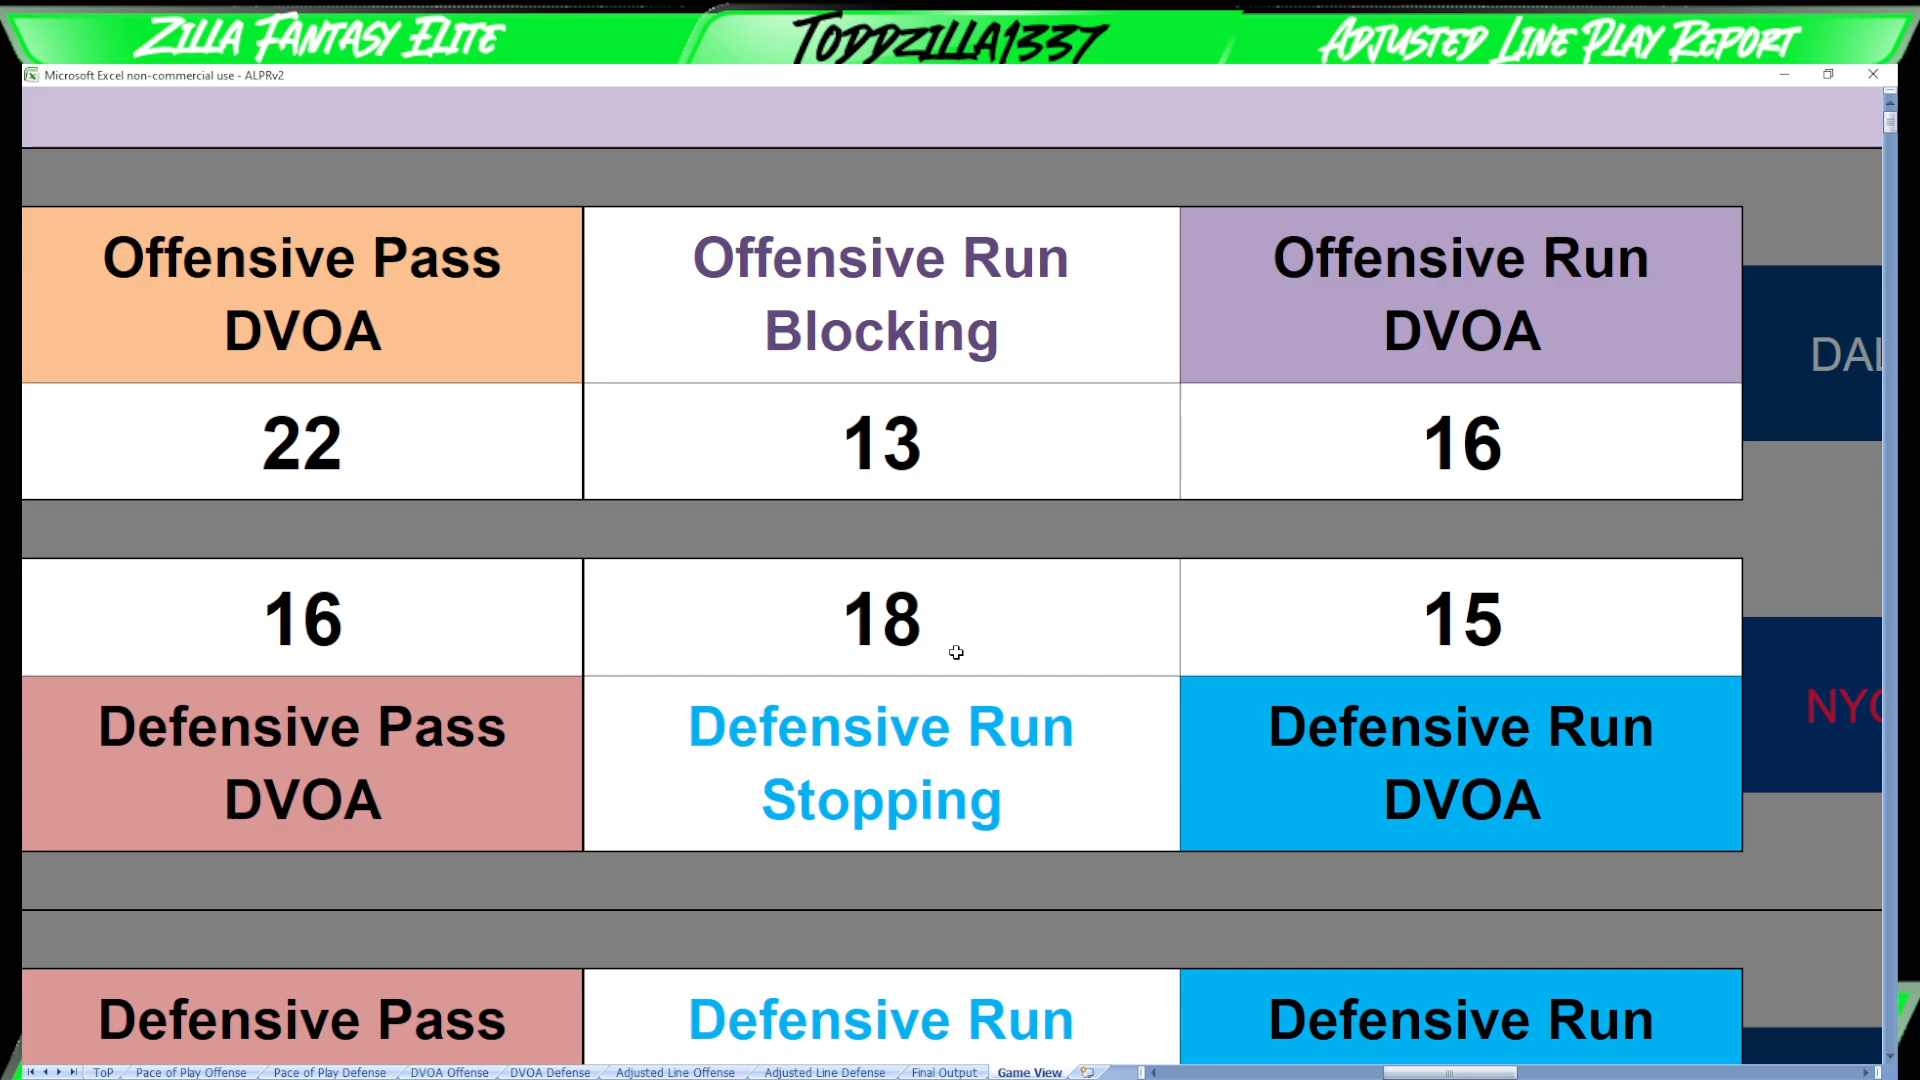 ZILLA FANTASY ELITE
TODDZILLA1337
ADJUSTED LINE PLAY REPORT
Microsoft Excel non-commercial use - ALPRv2
Offensive Pass
DVOA
Offensive Run
Blocking
Offensive Run
DVOA
DAL
22
13
16
16
18
15
NYG
Defensive Pass
DVOA
Defensive Run
Stopping
Defensive Run
DVOA
Defensive Pass
Defensive Run
Defensive Run
ToP
Pace of Play Offense
Pace of Play Defense
DVOA Offense
DVOA Defense
Adjusted Line Offense
Adjusted Line Defense
Final Output
Game View